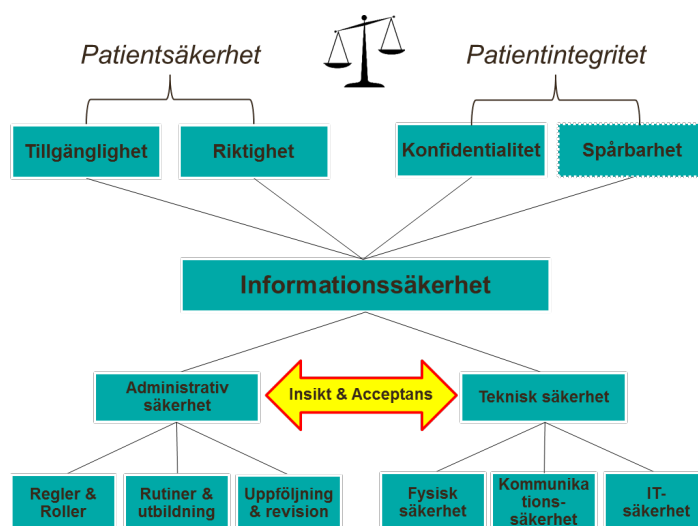 Patientsäkerhet
Patientintegritet
Tillgänglighet
Riktighet
Konfidentialitet
Spårbarhet
Informationssäkerhet
Administrativ
säkerhet
Insikt & Acceptans
Teknisk säkerhet
Regler &
Roller
Rutiner &
utbildning
Uppföljning
& revision
Fysisk
säkerhet
Kommunika
tions-
säkerhet
IT-
säkerhet